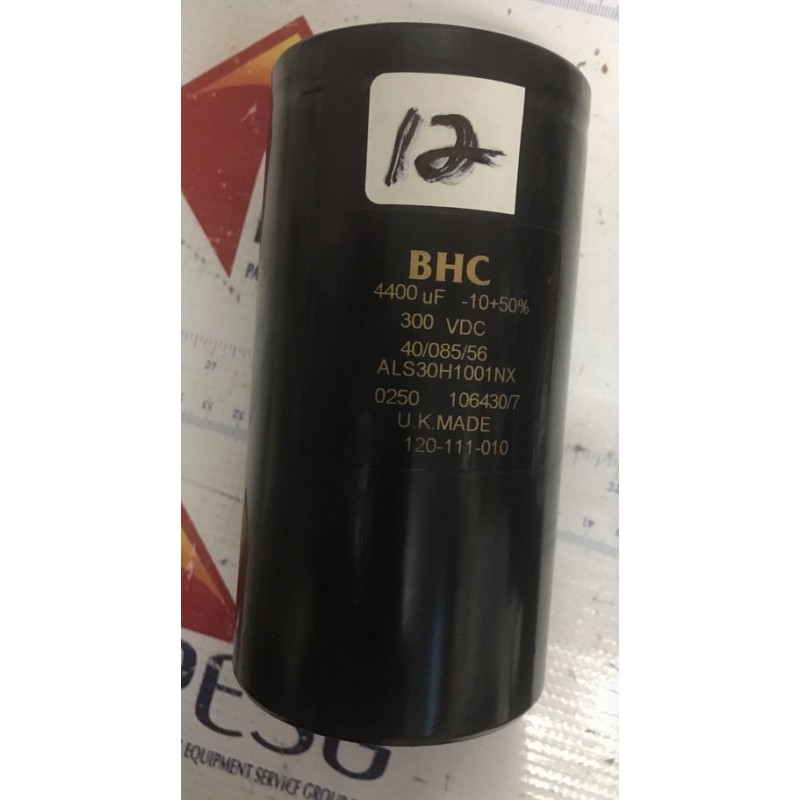 12
BHC
4400 uF -10+50%
300 VDC
40/085/56
ALS30H1001NX
0250 106430/7
U.K.MADE
120-111-010
PESG
EQUIPMENT SERVICE GROUP